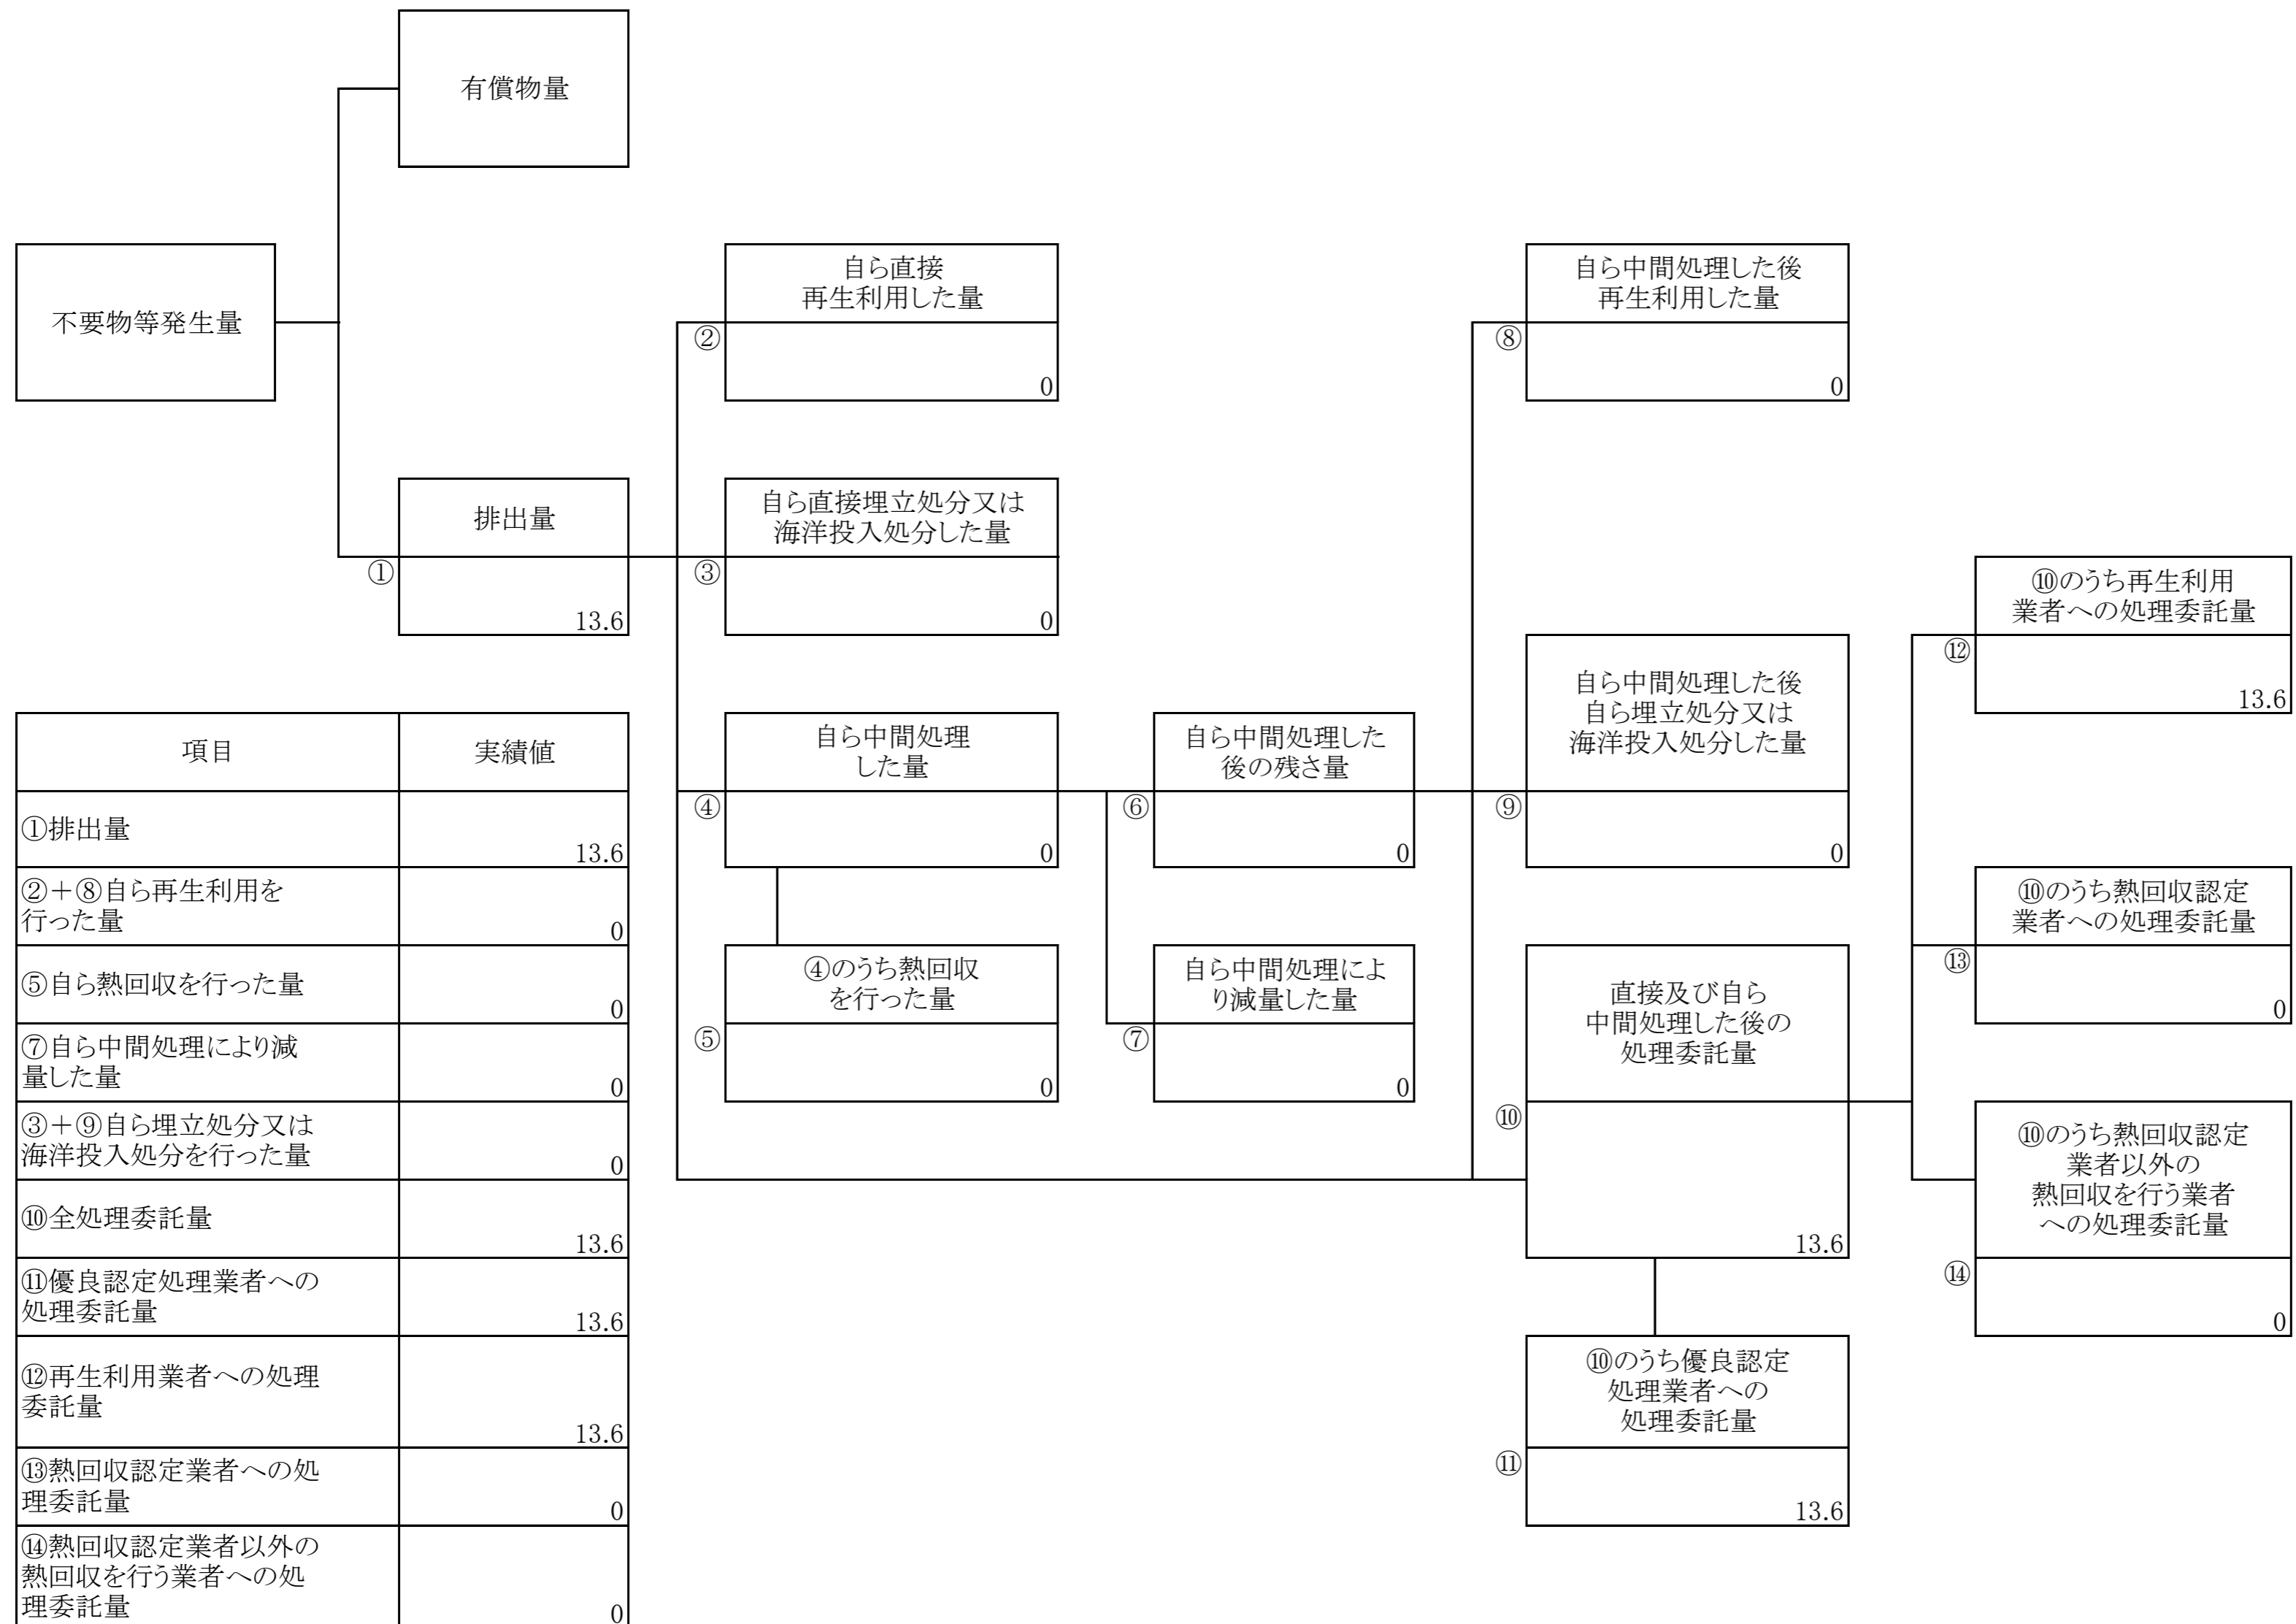 有償物量
不要物等発生量
自ら直接
再生利用した量
②
0
自ら中間処理した後
再生利用した量
⑧
0
排出量
①
13.6
自ら直接埋立処分又は
海洋投入処分した量
③
0
⑩のうち再生利用
業者への処理委託量
⑫
13.6
自ら中間処理
した量
④
0
自ら中間処理した
後の残さ量
⑥
0
自ら中間処理した後
自ら埋立処分又は
海洋投入処分した量
⑨
0
⑩のうち熱回収認定
業者への処理委託量
⑬
0
④のうち熱回収
を行った量
⑤
0
自ら中間処理によ
り減量した量
⑦
0
直接及び自ら
中間処理した後の
処理委託量
⑩
13.6
⑩のうち熱回収認定
業者以外の
熱回収を行う業者
への処理委託量
⑭
0
⑩のうち優良認定
処理業者への
処理委託量
⑪
13.6
項目 実績値
①排出量
13.6
②+⑧自ら再生利用を
行った量
0
⑤自ら熱回収を行った量
0
⑦自ら中間処理により減
量した量
0
③+⑨自ら埋立処分又は
海洋投入処分を行った量
0
⑩全処理委託量
13.6
⑪優良認定処理業者への
処理委託量
13.6
⑫再生利用業者への処理
委託量
13.6
⑬熱回収認定業者への処
理委託量
0
⑭熱回収認定業者以外の
熱回収を行う業者への処
理委託量
0